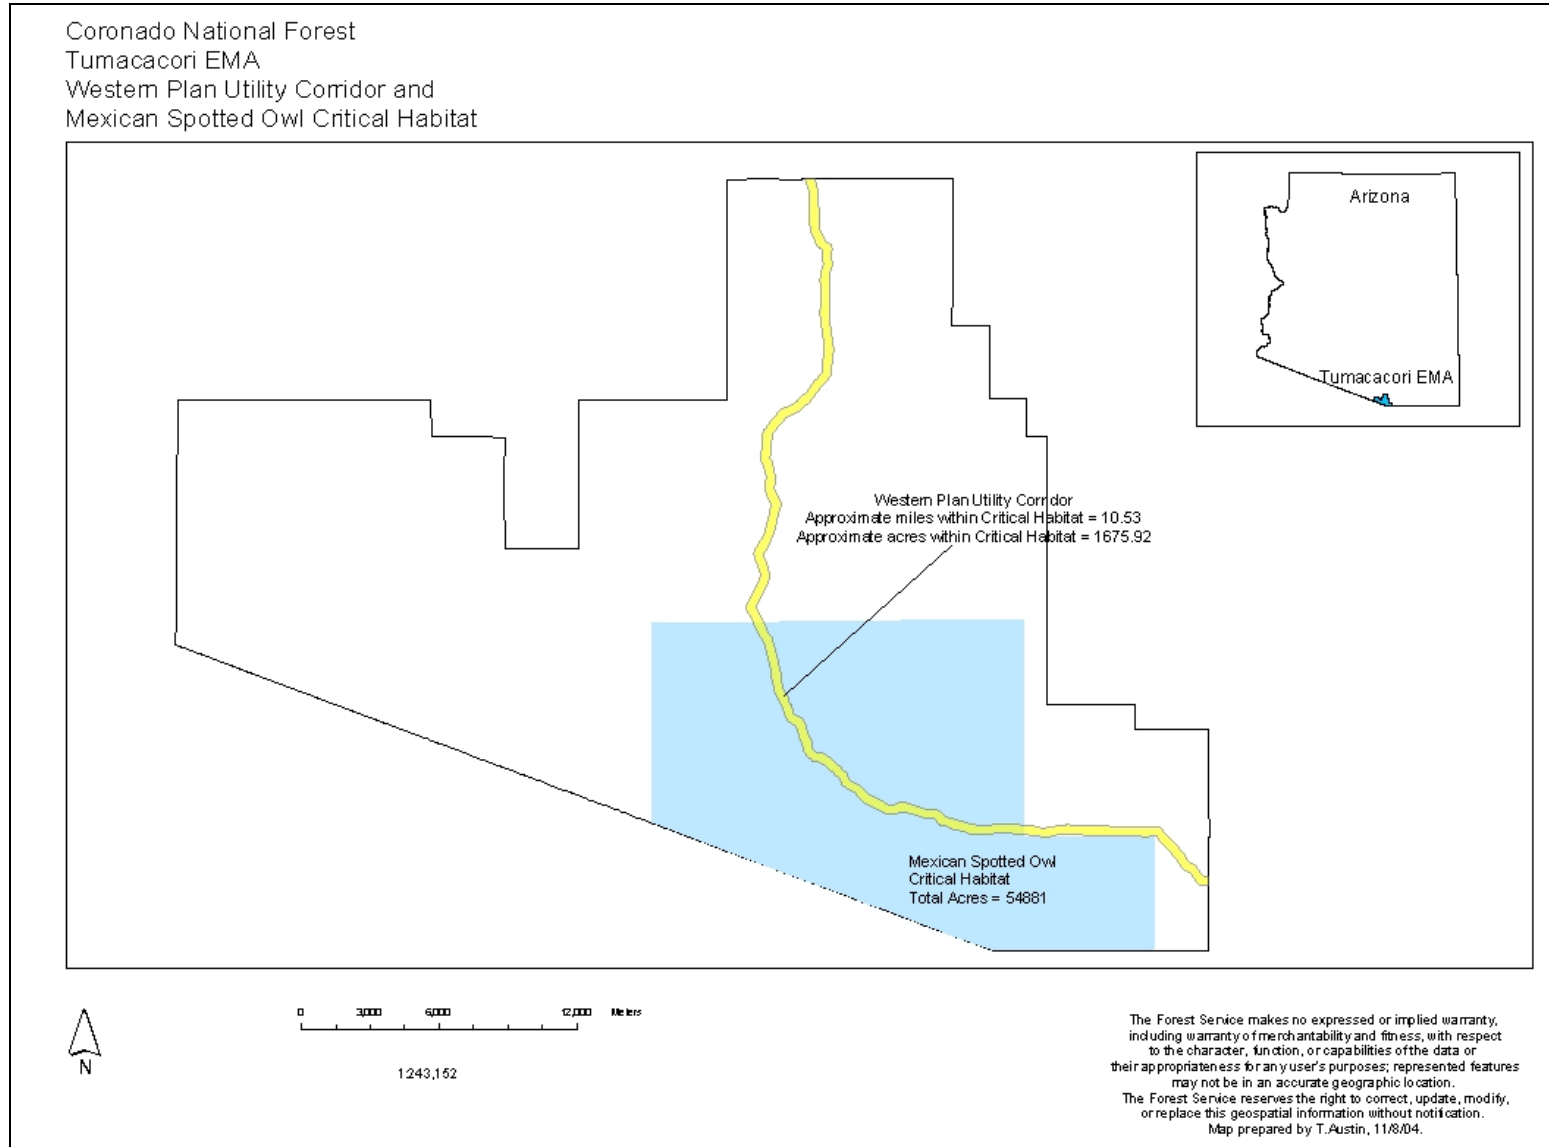 Coronado National Forest
Tumacacori EMA
Western Plan Utility Corridor and
Mexican Spotted Owl Critical Habitat
Arizona
Tumacacori EMA
Western Plan Utility Corridor
Approximate miles within Critical Habitat = 10.53
Approximate acres within Critical Habitat = 1675.92
Mexican Spotted Owl
Critical Habitat
Total Acres = 54881
0 3,000 6,000 12,000 Meters
N
1:243,152
The Forest Service makes no expressed or implied warranty,
including warranty of merchantability and fitness, with respect
to the character, function, or capabilities of the data or
their appropriateness for any user's purposes; represented features
may not be in an accurate geographic location.
The Forest Service reserves the right to correct, update, modify,
or replace this geospatial information without notification.
Map prepared by T.Austin, 11/8/04.